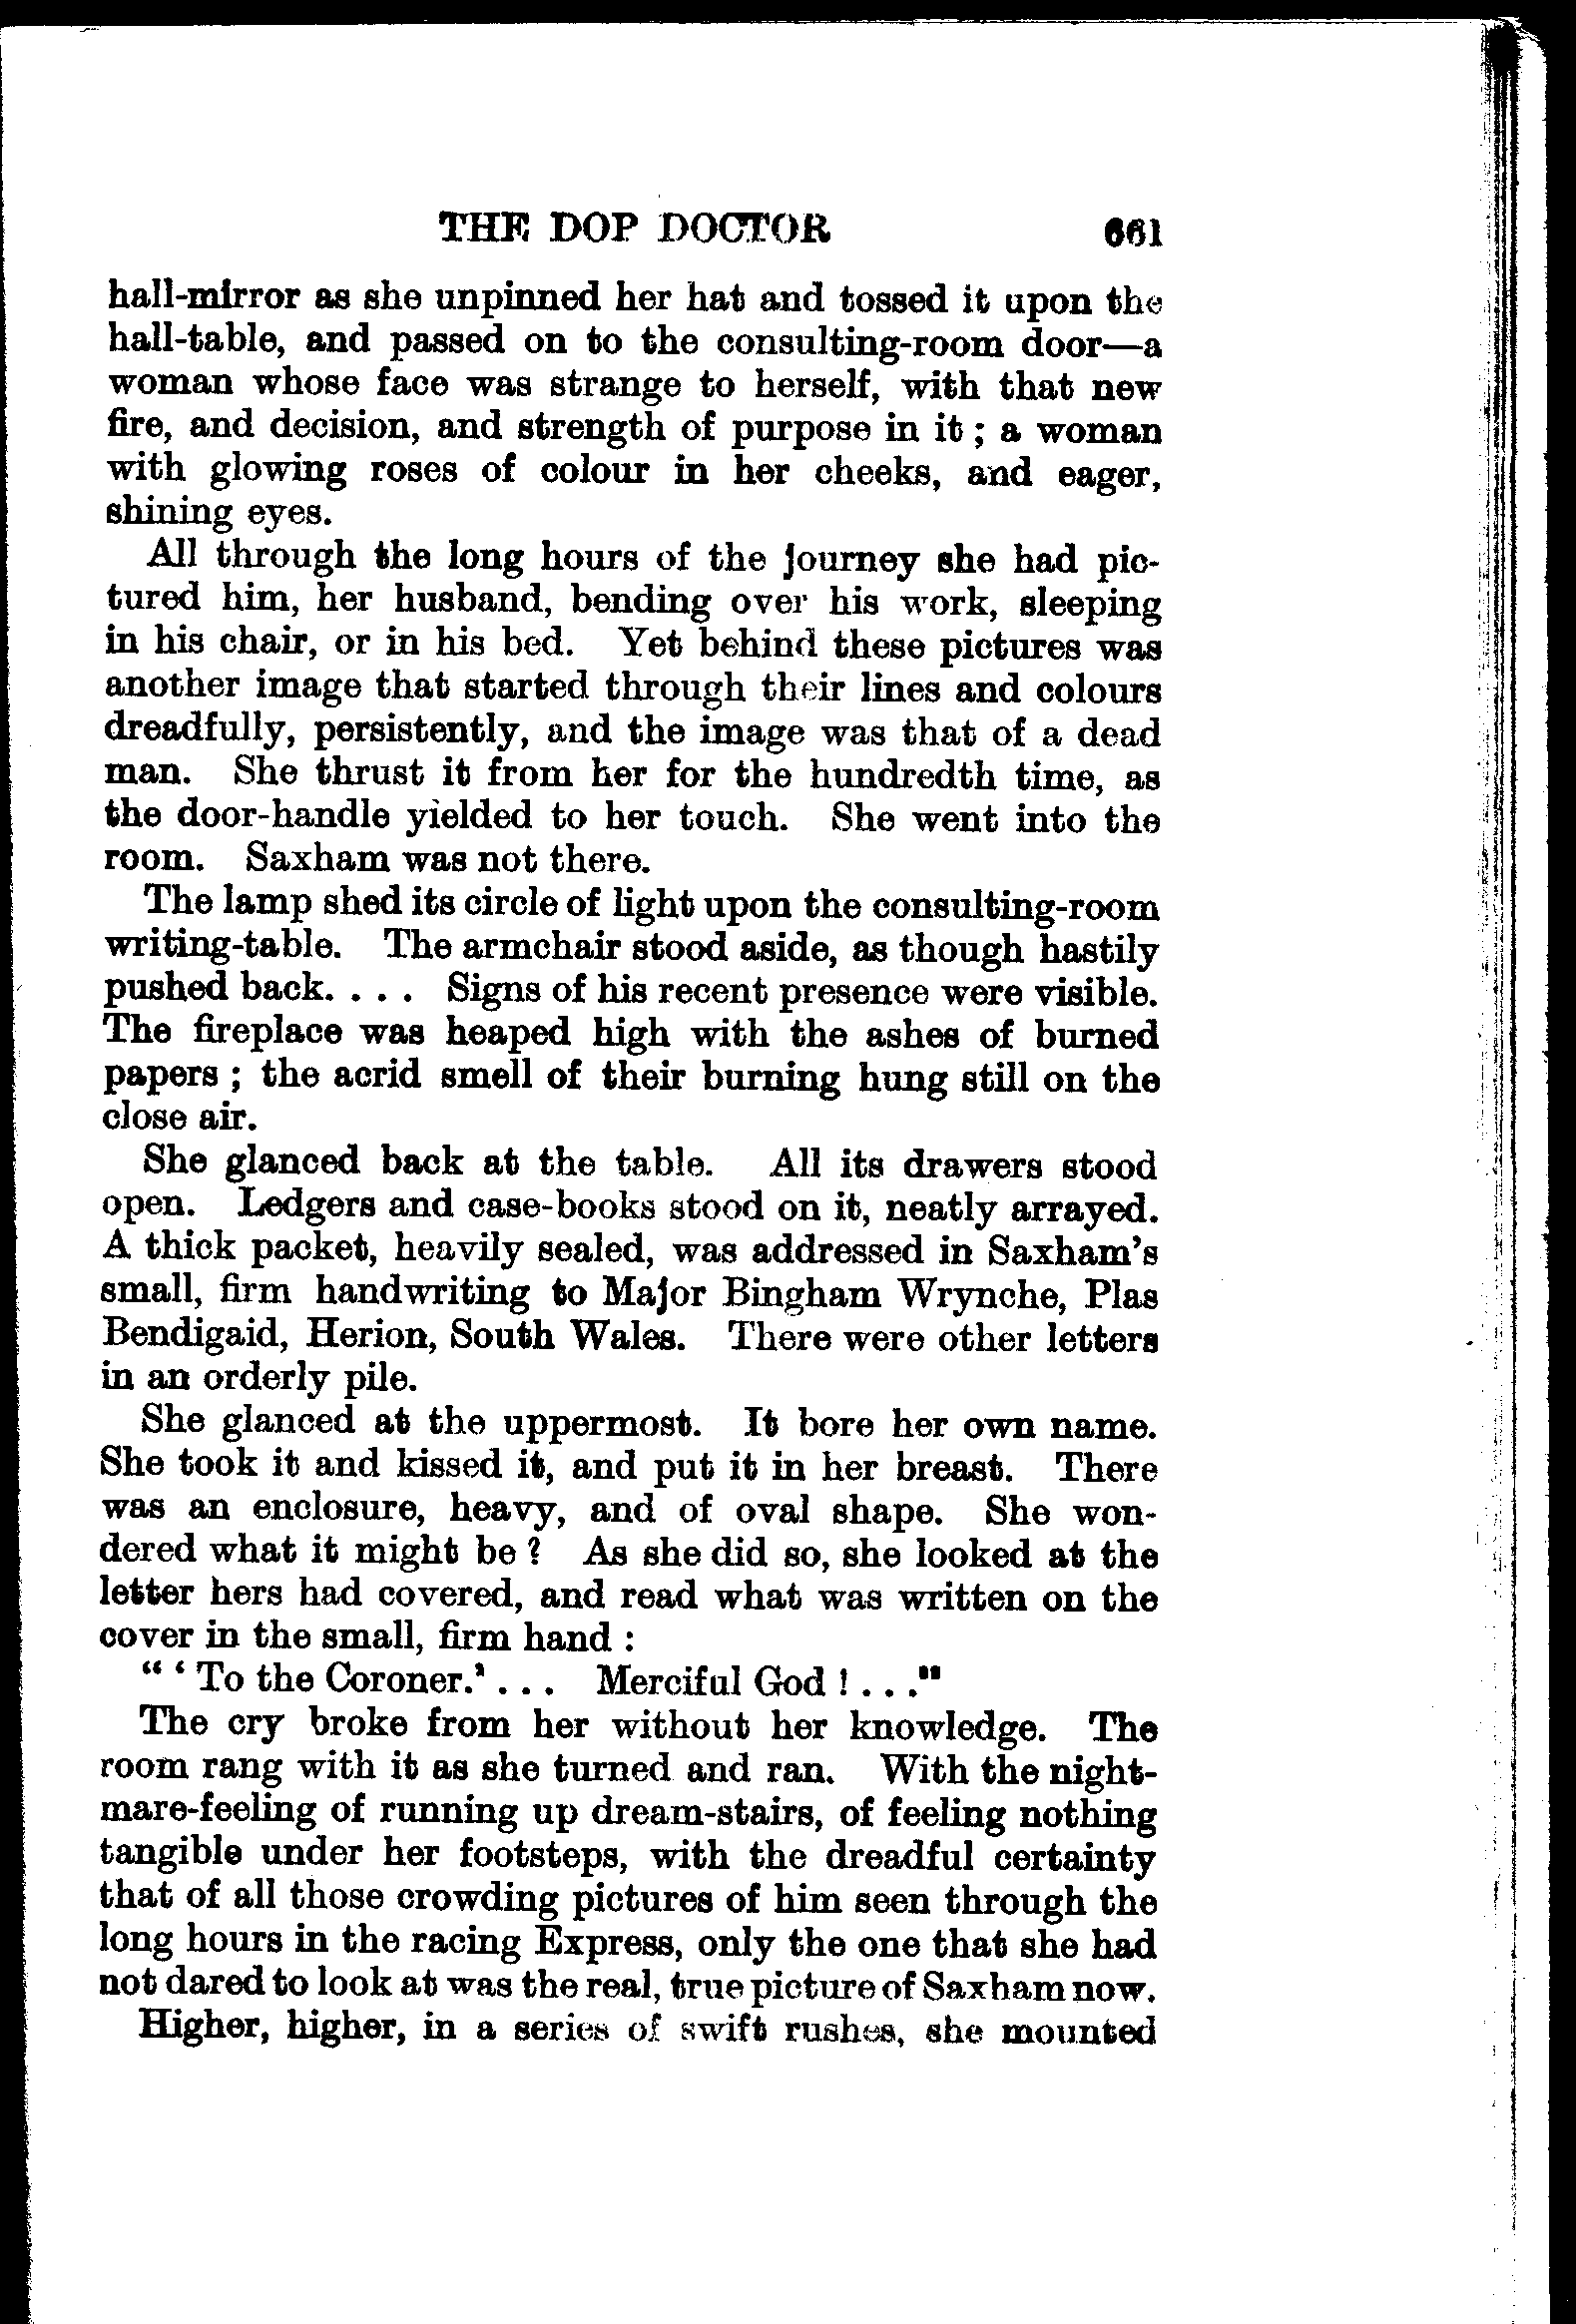 THE DOP DOCTOR 661
hall-mirror as she unpinned her hat and tossed it upon the
hall-table, and passed on to the consulting-room door—a
woman whose face was strange to herself, with that new
fire, and decision, and strength of purpose in it ; a woman
with glowing roses of colour in her cheeks, and eager,
shining eyes.
All through the long hours of the journey she had pic-
tured him, her husband, bending over his work, sleeping
in his chair, or in his bed. Yet behind these pictures was
another image that started through their lines and colours
dreadfully, persistently, and the image was that of a dead
man. She thrust it from her for the hundredth time, as
the door-handle yielded to her touch. She went into the
room. Saxham was not there.
The lamp shed its circle of light upon the consulting-room
writing-table. The armchair stood aside, as though hastily
pushed back. . . . Signs of his recent presence were visible.
The fireplace was heaped high with the ashes of burned
papers ; the acrid smell of their burning hung still on the
close air.
She glanced back at the table. All its drawers stood
open. Ledgers and case-books stood on it, neatly arrayed.
A thick packet, heavily sealed, was addressed in Saxham's
small, firm handwriting to Major Bingham Wrynche, Plas
Bendigaid, Herion, South Wales. There were other letters
in an orderly pile.
She glanced at the uppermost. It bore her own name.
She took it and kissed it, and put it in her breast. There
was an enclosure, heavy, and of oval shape. She won-
dered what it might be ? As she did so, she looked at the
letter hers had covered, and read what was written on the
cover in the small, firm hand :
“ ‘ To the Coroner.’ . . . Merciful God ! . . .”
The cry broke from her without her knowledge. The
room rang with it as she turned and ran. With the night-
mare-feeling of running up dream-stairs, of feeling nothing
tangible under her footsteps, with the dreadful certainty
that of all those crowding pictures of him seen through the
long hours in the racing Express, only the one that she had
not dared to look at was the real, true picture of Saxham now.
Higher, higher, in a series of swift rushes, she mounted